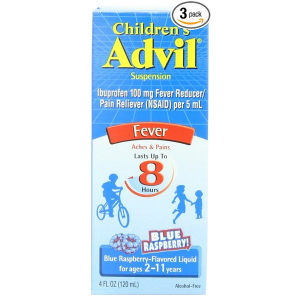 3
pack
Children's
Advil
Suspension
Ibuprofen 100 mg Fever Reducer/
Pain Reliever (NSAID) per 5 mL
Fever
Aches & Pains
Lasts Up To
8
Hours
BLUE
RASPBERRY!
Blue Raspberry-Flavored Liquid
for ages 2-11 years
4 FL OZ (120 mL)
Alcohol-Free